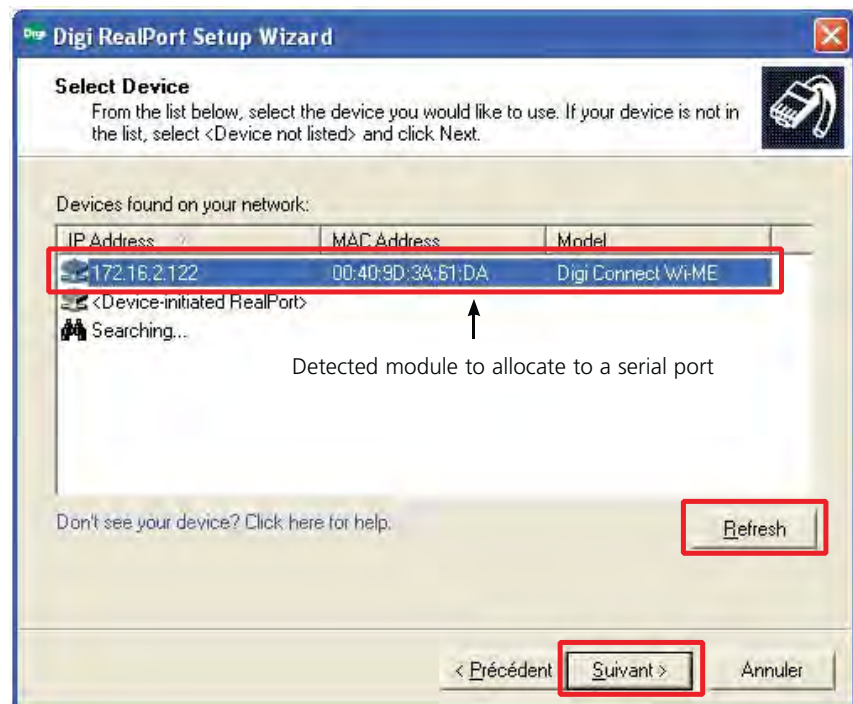 Digi Digi RealPort Setup Wizard
Select Device
From the list below, select the device you would like to use. If your device is not in
the list, select <Device not listed> and click Next.
Devices found on your network:
IP Address MAC Address Model
172.16.2.122 00:40:9D:3A:61:DA Digi Connect Wi-ME
<Device-initiated RealPort>
Searching...
Detected module to allocate to a serial port
Don't see your device? Click here for help.
Refresh
< Précédent Suivant > Annuler